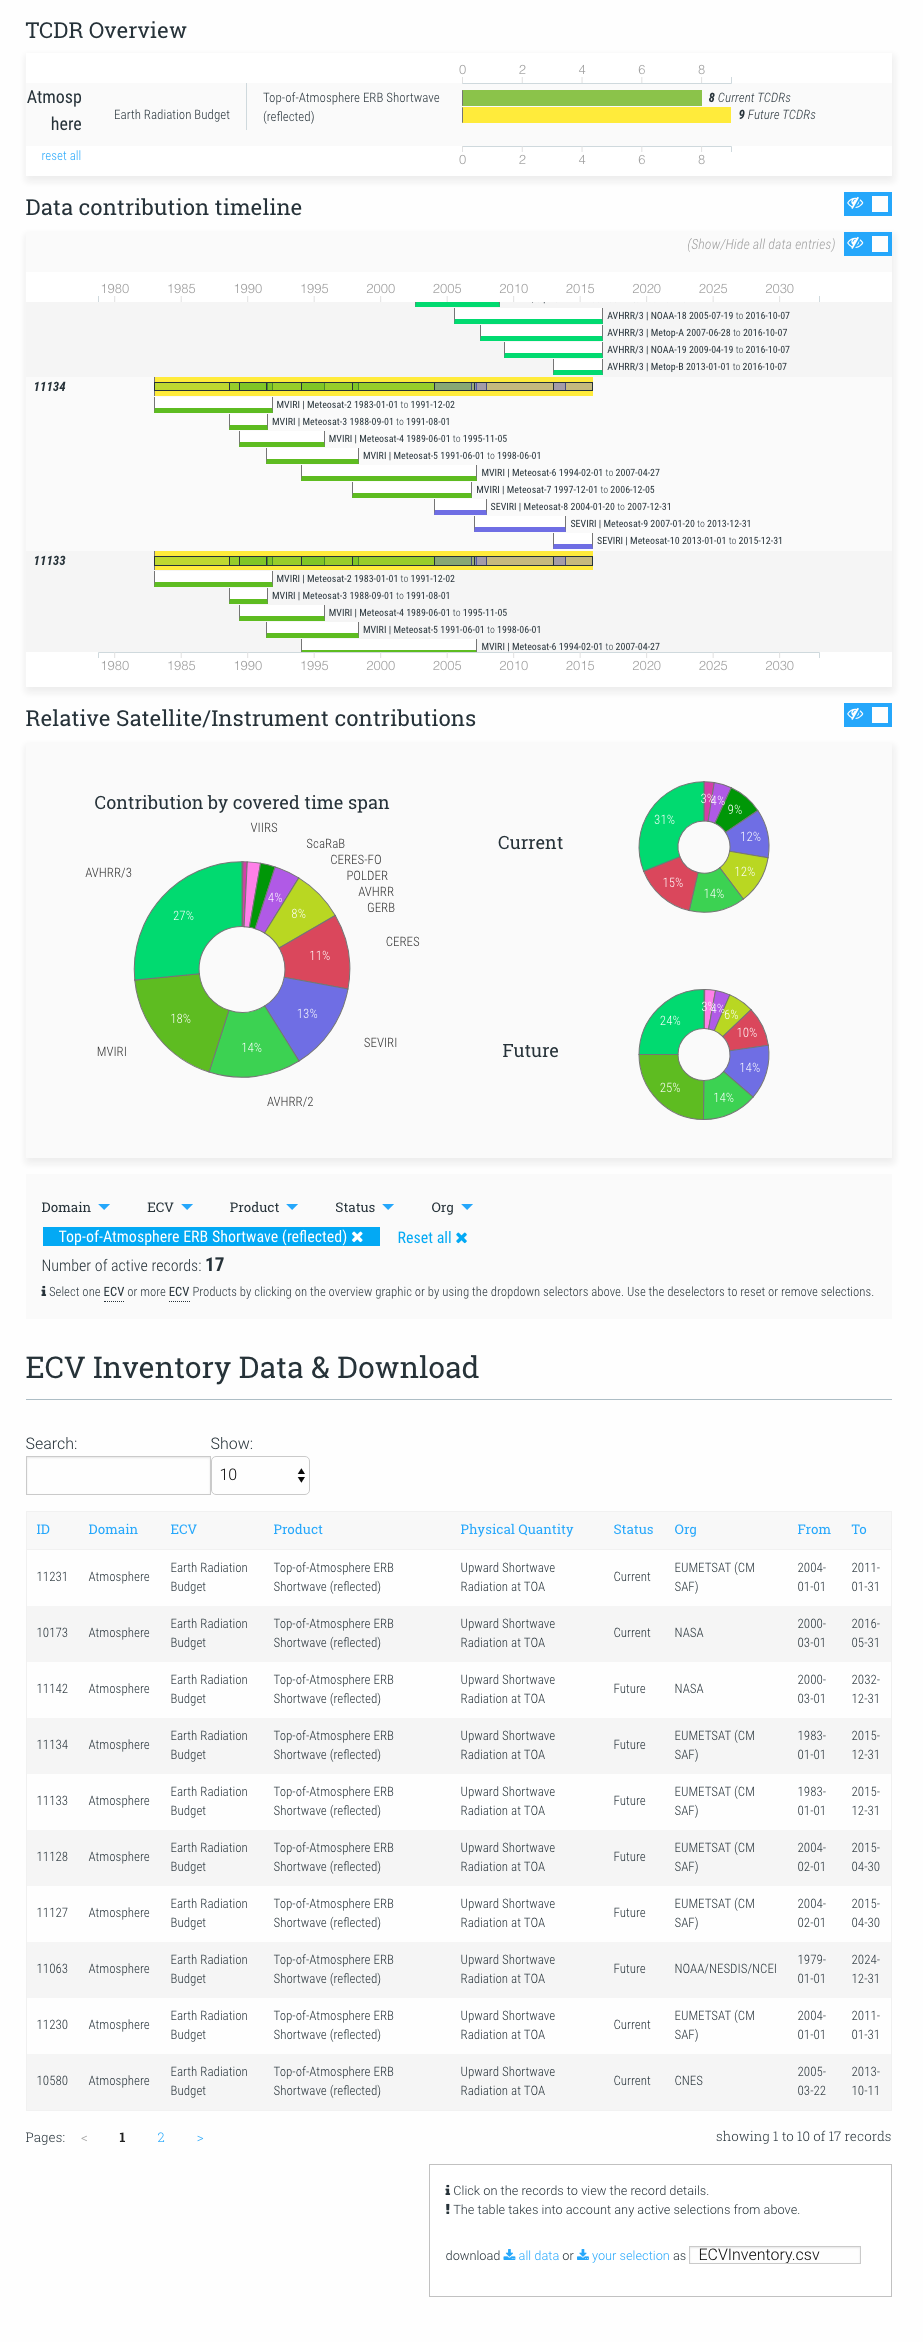 TCDR Overview
0 2 4 6 8
Atmosp
here
Earth Radiation Budget
Top-of-Atmosphere ERB Shortwave
(reflected)
8 Current TCDRs
9 Future TCDRs
reset all
0 2 4 6 8
Data contribution timeline
(Show/Hide all data entries)
1980 1985 1990 1995 2000 2005 2010 2015 2020 2025 2030
AVHRR/3 | NOAA-18 2005-07-19 to 2016-10-07
AVHRR/3 | Metop-A 2007-06-28 to 2016-10-07
AVHRR/3 | NOAA-19 2009-04-19 to 2016-10-07
AVHRR/3 | Metop-B 2013-01-01 to 2016-10-07
11134
MVIRI | Meteosat-2 1983-01-01 to 1991-12-02
MVIRI | Meteosat-3 1988-09-01 to 1991-08-01
MVIRI | Meteosat-4 1989-06-01 to 1995-11-05
MVIRI | Meteosat-5 1991-06-01 to 1998-06-01
MVIRI | Meteosat-6 1994-02-01 to 2007-04-27
MVIRI | Meteosat-7 1997-12-01 to 2006-12-05
SEVIRI | Meteosat-8 2004-01-20 to 2007-12-31
SEVIRI | Meteosat-9 2007-01-20 to 2013-12-31
SEVIRI | Meteosat-10 2013-01-01 to 2015-12-31
11133
MVIRI | Meteosat-2 1983-01-01 to 1991-12-02
MVIRI | Meteosat-3 1988-09-01 to 1991-08-01
MVIRI | Meteosat-4 1989-06-01 to 1995-11-05
MVIRI | Meteosat-5 1991-06-01 to 1998-06-01
MVIRI | Meteosat-6 1994-02-01 to 2007-04-27
1980 1985 1990 1995 2000 2005 2010 2015 2020 2025 2030
Relative Satellite/Instrument contributions
Contribution by covered time span
VIIRS
ScaRaB
CERES-FO
POLDER
AVHRR
GERB
CERES
SEVIRI
AVHRR/2
MVIRI
AVHRR/3
4%
8%
11%
13%
14%
18%
27%
Current
3%
4%
9%
12%
12%
14%
15%
31%
Future
3%
4%
6%
10%
14%
14%
25%
24%
Domain ECV Product Status Org
Top-of-Atmosphere ERB Shortwave (reflected) ✖ Reset all ✖
Number of active records: 17
Select one ECV or more ECV Products by clicking on the overview graphic or by using the dropdown selectors above. Use the deselectors to reset or remove selections.
ECV Inventory Data & Download
Search: Show:
10
ID Domain ECV Product Physical Quantity Status Org From To
11231 Atmosphere Earth Radiation Budget Top-of-Atmosphere ERB Shortwave (reflected) Upward Shortwave Radiation at TOA Current EUMETSAT (CM SAF) 2004-01-01 2011-01-31
10173 Atmosphere Earth Radiation Budget Top-of-Atmosphere ERB Shortwave (reflected) Upward Shortwave Radiation at TOA Current NASA 2000-03-01 2016-05-31
11142 Atmosphere Earth Radiation Budget Top-of-Atmosphere ERB Shortwave (reflected) Upward Shortwave Radiation at TOA Future NASA 2000-03-01 2032-12-31
11134 Atmosphere Earth Radiation Budget Top-of-Atmosphere ERB Shortwave (reflected) Upward Shortwave Radiation at TOA Future EUMETSAT (CM SAF) 1983-01-01 2015-12-31
11133 Atmosphere Earth Radiation Budget Top-of-Atmosphere ERB Shortwave (reflected) Upward Shortwave Radiation at TOA Future EUMETSAT (CM SAF) 1983-01-01 2015-12-31
11128 Atmosphere Earth Radiation Budget Top-of-Atmosphere ERB Shortwave (reflected) Upward Shortwave Radiation at TOA Future EUMETSAT (CM SAF) 2004-02-01 2015-04-30
11127 Atmosphere Earth Radiation Budget Top-of-Atmosphere ERB Shortwave (reflected) Upward Shortwave Radiation at TOA Future EUMETSAT (CM SAF) 2004-02-01 2015-04-30
11063 Atmosphere Earth Radiation Budget Top-of-Atmosphere ERB Shortwave (reflected) Upward Shortwave Radiation at TOA Future NOAA/NESDIS/NCEI 1979-01-01 2024-12-31
11230 Atmosphere Earth Radiation Budget Top-of-Atmosphere ERB Shortwave (reflected) Upward Shortwave Radiation at TOA Current EUMETSAT (CM SAF) 2004-01-01 2011-01-31
10580 Atmosphere Earth Radiation Budget Top-of-Atmosphere ERB Shortwave (reflected) Upward Shortwave Radiation at TOA Current CNES 2005-03-22 2013-10-11
Pages: < 1 2 > showing 1 to 10 of 17 records
Click on the records to view the record details.
The table takes into account any active selections from above.
download all data or your selection as ECVInventory.csv